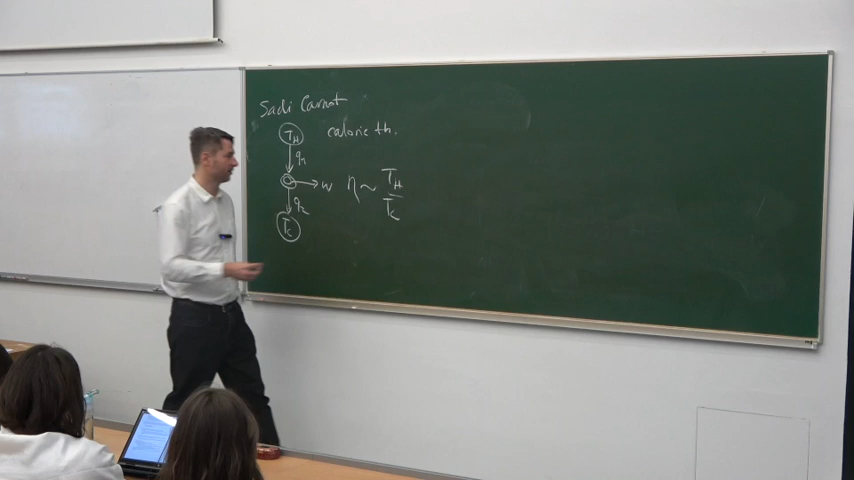 Sadi Carnot
T_H caloric th.
q_1
w η ~ T_H / T_C
q_2
T_C